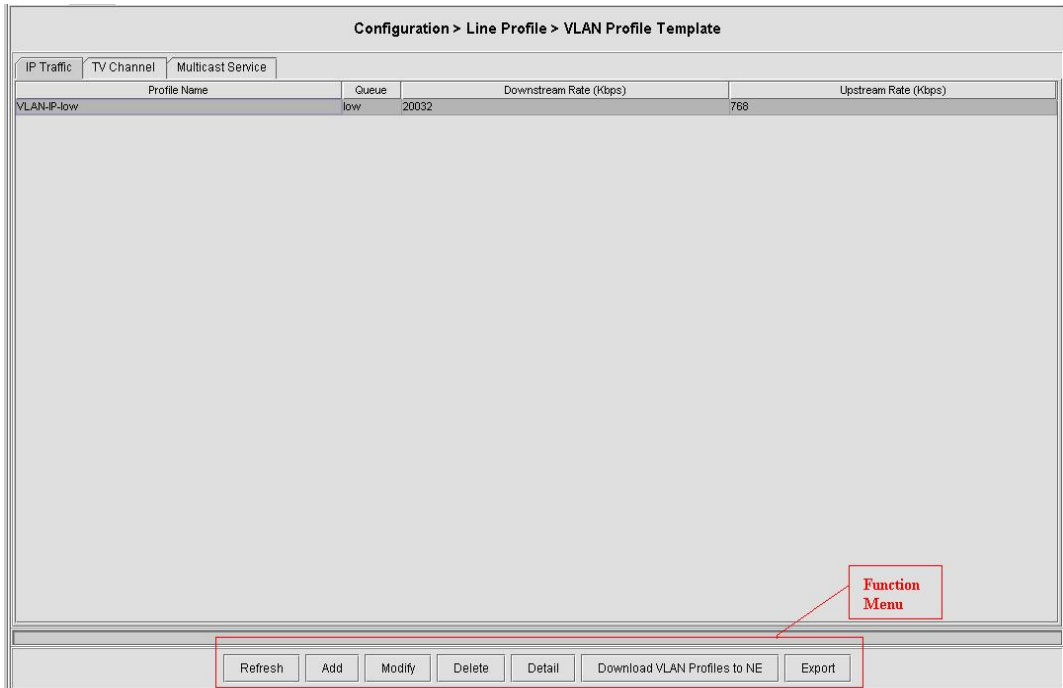 Configuration > Line Profile > VLAN Profile Template
IP Traffic TV Channel Multicast Service
Profile Name Queue Downstream Rate (Kbps) Upstream Rate (Kbps)
VLAN-IP-low low 20032 768
Function
Menu
Refresh Add Modify Delete Detail Download VLAN Profiles to NE Export